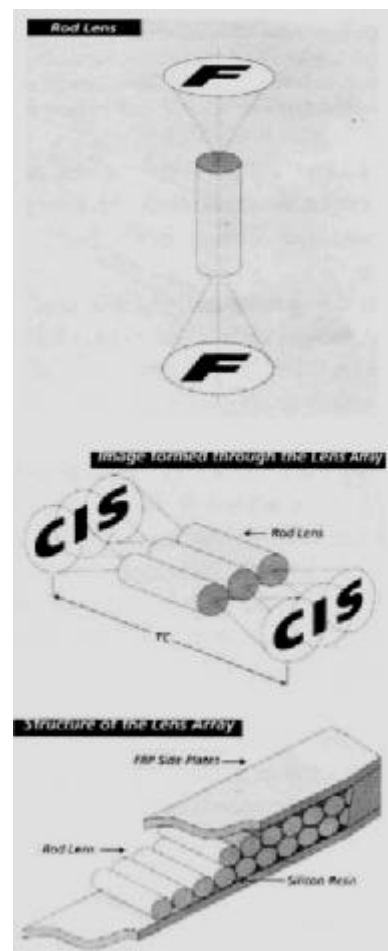 Rod Lens
F
F
Image formed through the Lens Array
CIS
Rod Lens
CIS
TC
Structure of the Lens Array
FRP Side Plates
Rod Lens
Silicon Resin